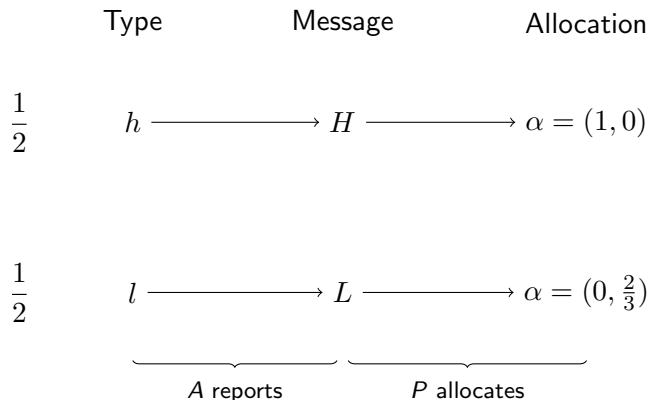 Type Message Allocation
1/2 h H α = (1, 0)
1/2 l L α = (0, 2/3)
A reports P allocates